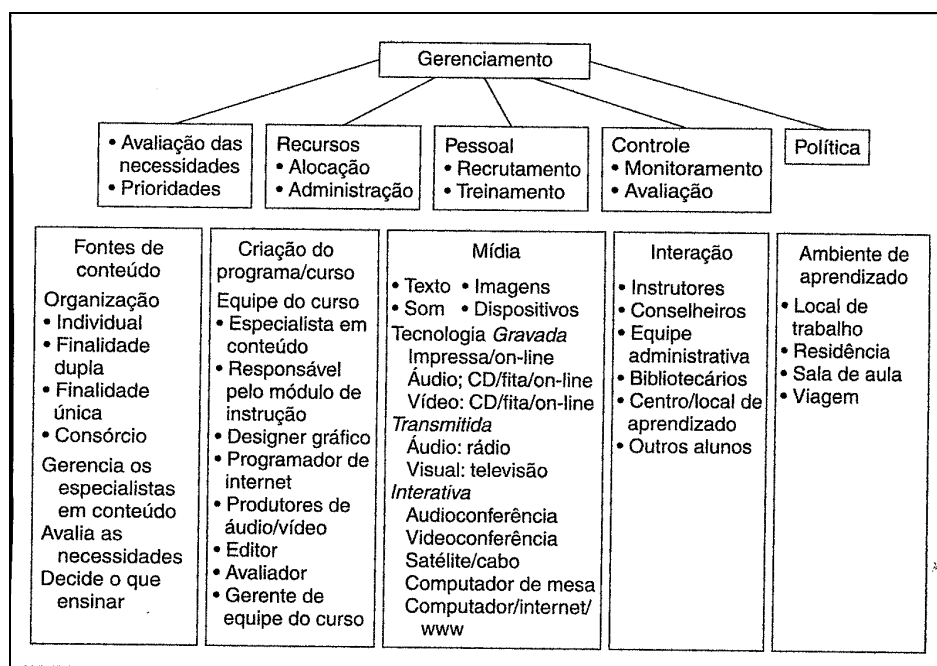 Gerenciamento
• Avaliação das
necessidades
• Prioridades
Recursos
• Alocação
• Administração
Pessoal
• Recrutamento
• Treinamento
Controle
• Monitoramento
• Avaliação
Política
Fontes de
conteúdo
Organização
• Individual
• Finalidade
dupla
• Finalidade
única
• Consórcio
Gerencia os
especialistas
em conteúdo
Avalia as
necessidades
Decide o que
ensinar
Criação do
programa/curso
Equipe do curso
• Especialista em
conteúdo
• Responsável
pelo módulo de
instrução
• Designer gráfico
• Programador de
internet
• Produtores de
áudio/vídeo
• Editor
• Avaliador
• Gerente de
equipe do curso
Mídia
• Texto • Imagens
• Som • Dispositivos
Tecnologia Gravada
Impressa/on-line
Áudio; CD/fita/on-line
Vídeo: CD/fita/on-line
Transmitida
Áudio: rádio
Visual: televisão
Interativa
Audioconferência
Videoconferência
Satélite/cabo
Computador de mesa
Computador/internet/
www
Interação
• Instrutores
• Conselheiros
• Equipe
administrativa
• Bibliotecários
• Centro/local de
aprendizado
• Outros alunos
Ambiente de
aprendizado
• Local de
trabalho
• Residência
• Sala de aula
• Viagem